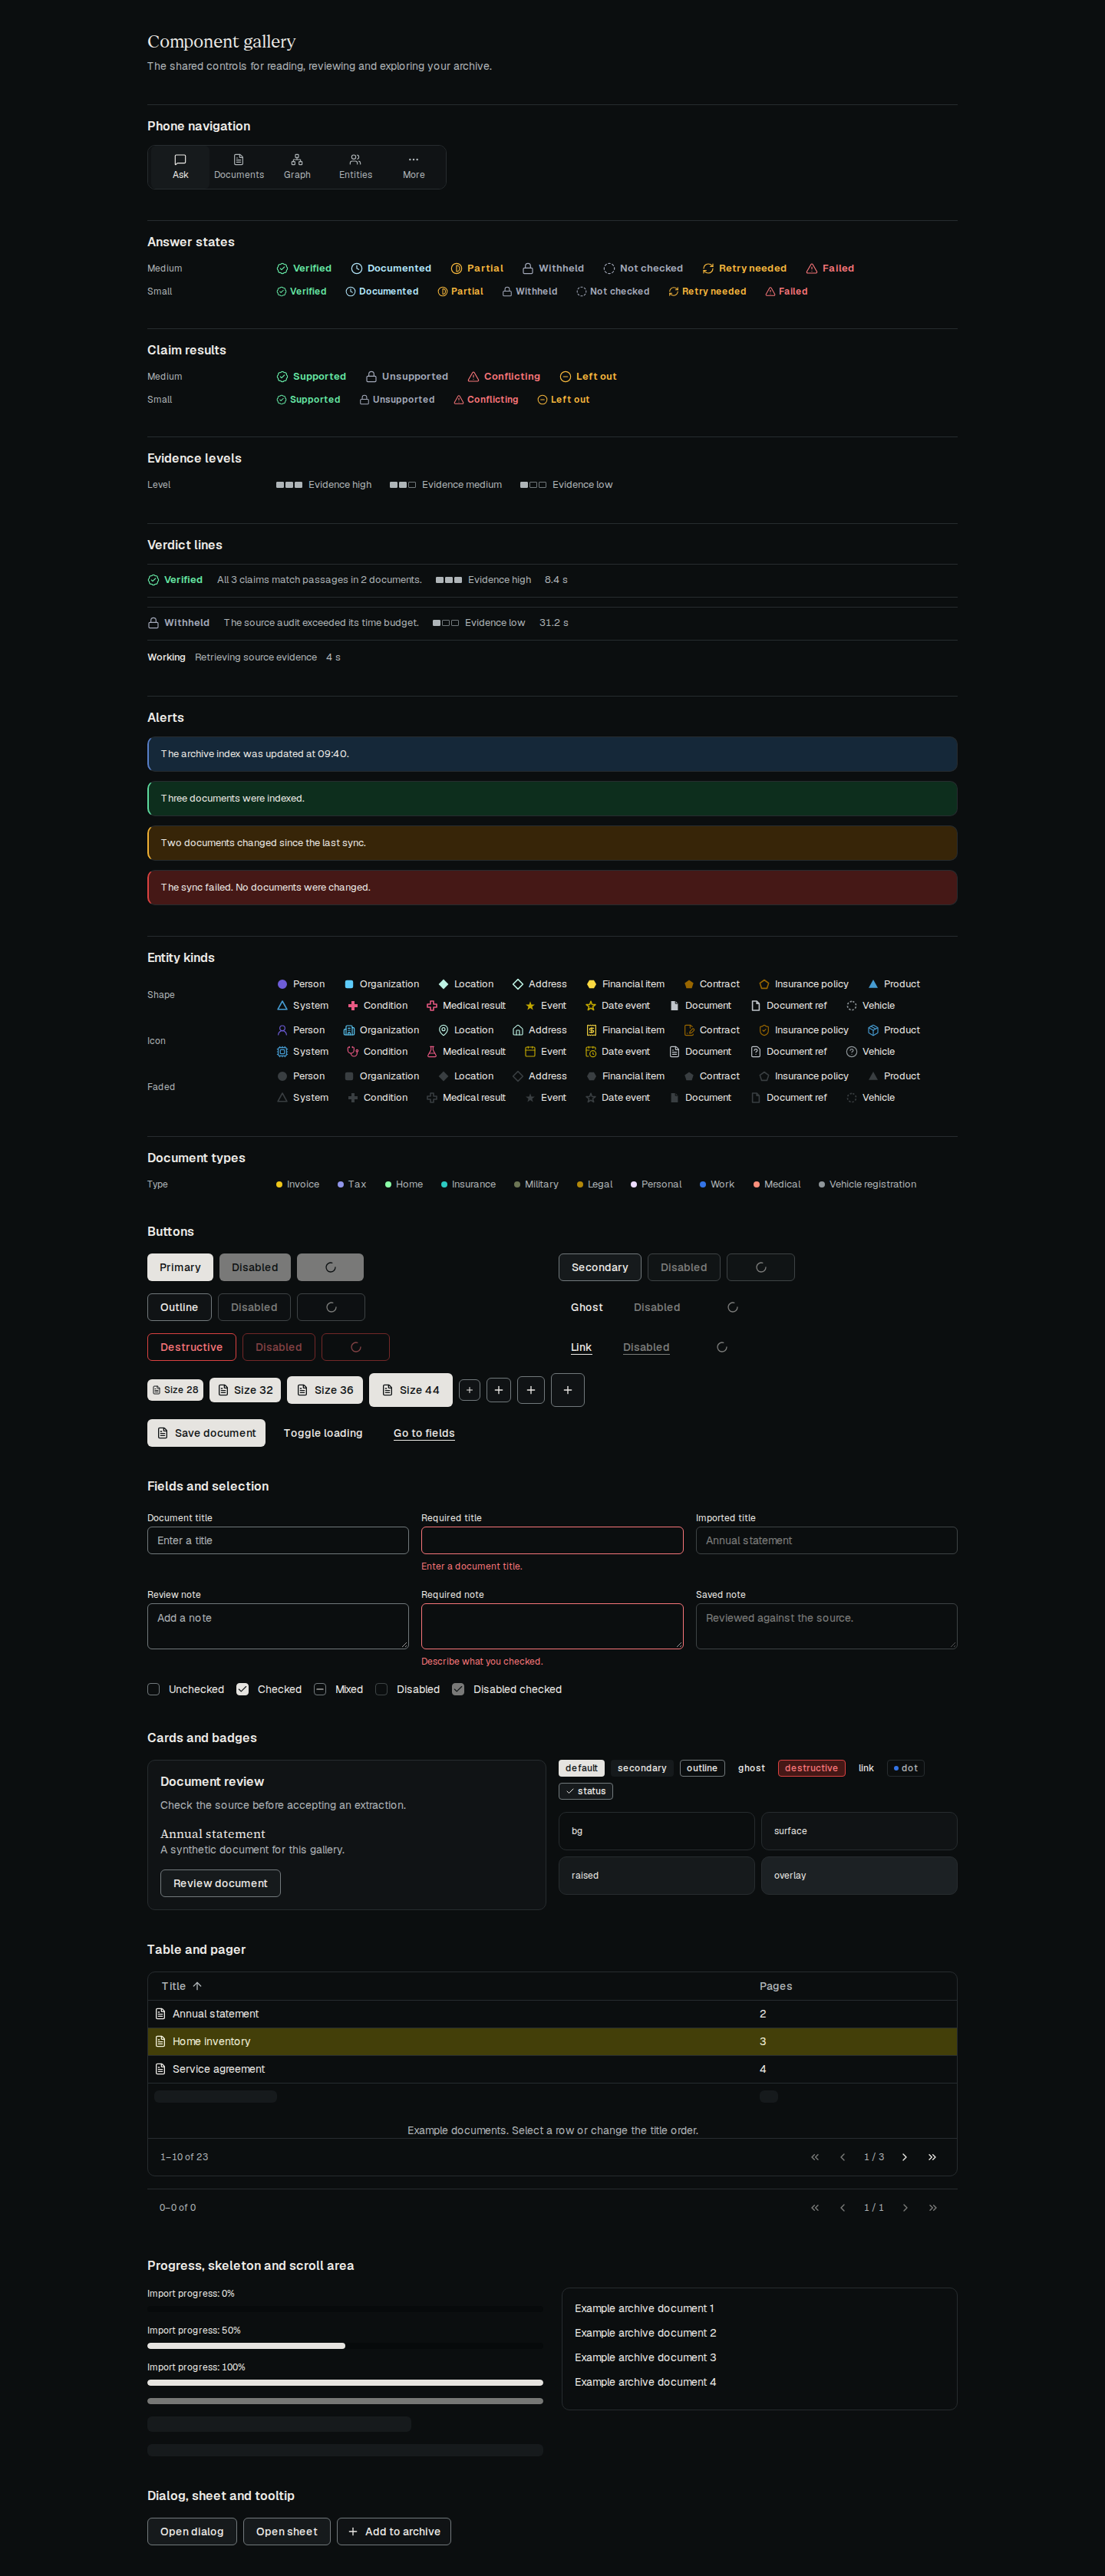 Component gallery
The shared controls for reading, reviewing and exploring your archive.
Phone navigation
Ask Documents Graph Entities More
Answer states
Medium Verified Documented Partial Withheld Not checked Retry needed Failed
Small Verified Documented Partial Withheld Not checked Retry needed Failed
Claim results
Medium Supported Unsupported Conflicting Left out
Small Supported Unsupported Conflicting Left out
Evidence levels
Level Evidence high Evidence medium Evidence low
Verdict lines
Verified All 3 claims match passages in 2 documents. Evidence high 8.4 s
Withheld The source audit exceeded its time budget. Evidence low 31.2 s
Working Retrieving source evidence 4 s
Alerts
The archive index was updated at 09:40.
Three documents were indexed.
Two documents changed since the last sync.
The sync failed. No documents were changed.
Entity kinds
Shape
Person Organization Location Address Financial item Contract Insurance policy Product
System Condition Medical result Event Date event Document Document ref Vehicle
Icon
Person Organization Location Address Financial item Contract Insurance policy Product
System Condition Medical result Event Date event Document Document ref Vehicle
Faded
Person Organization Location Address Financial item Contract Insurance policy Product
System Condition Medical result Event Date event Document Document ref Vehicle
Document types
Type Invoice Tax Home Insurance Military Legal Personal Work Medical Vehicle registration
Buttons
Primary Disabled Secondary Disabled
Outline Disabled Ghost Disabled
Destructive Disabled Link Disabled
Size 28 Size 32 Size 36 Size 44
Save document Toggle loading Go to fields
Fields and selection
Document title Required title Imported title
Enter a title Annual statement
Enter a document title.
Review note Required note Saved note
Add a note Reviewed against the source.
Describe what you checked.
Unchecked Checked Mixed Disabled Disabled checked
Cards and badges
Document review
Check the source before accepting an extraction.
Annual statement
A synthetic document for this gallery.
Review document
default secondary outline ghost destructive link dot
status
bg surface
raised overlay
Table and pager
Title Pages
Annual statement 2
Home inventory 3
Service agreement 4
Example documents. Select a row or change the title order.
1–10 of 23 1 / 3
0–0 of 0 1 / 1
Progress, skeleton and scroll area
Import progress: 0%
Import progress: 50%
Import progress: 100%
Example archive document 1
Example archive document 2
Example archive document 3
Example archive document 4
Dialog, sheet and tooltip
Open dialog Open sheet Add to archive